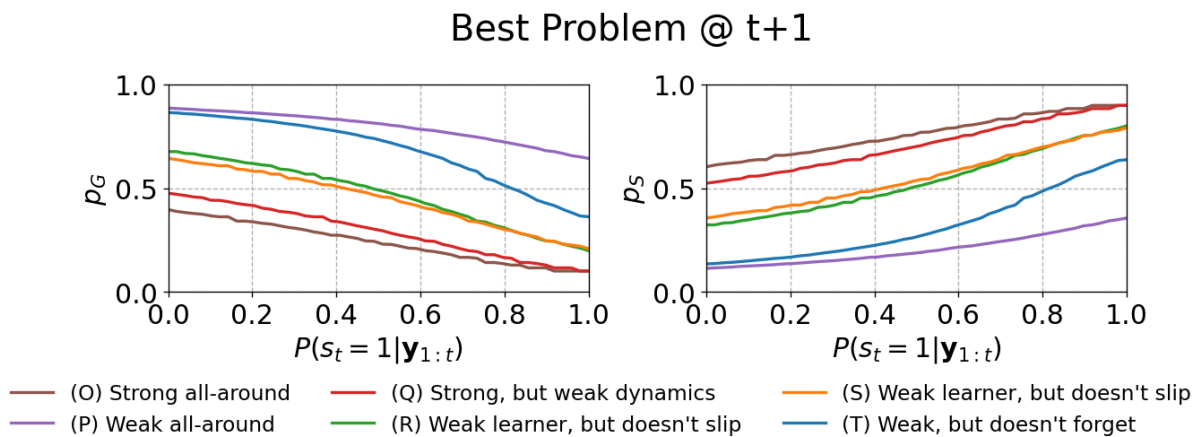 Best Problem @ t+1
1.0
0.5
0.0
p_G
0.0 0.2 0.4 0.6 0.8 1.0
P(s_t = 1|y_{1:t})
1.0
0.5
0.0
p_S
0.0 0.2 0.4 0.6 0.8 1.0
P(s_t = 1|y_{1:t})
(O) Strong all-around
(P) Weak all-around
(Q) Strong, but weak dynamics
(R) Weak learner, but doesn't slip
(S) Weak learner, but doesn't slip
(T) Weak, but doesn't forget